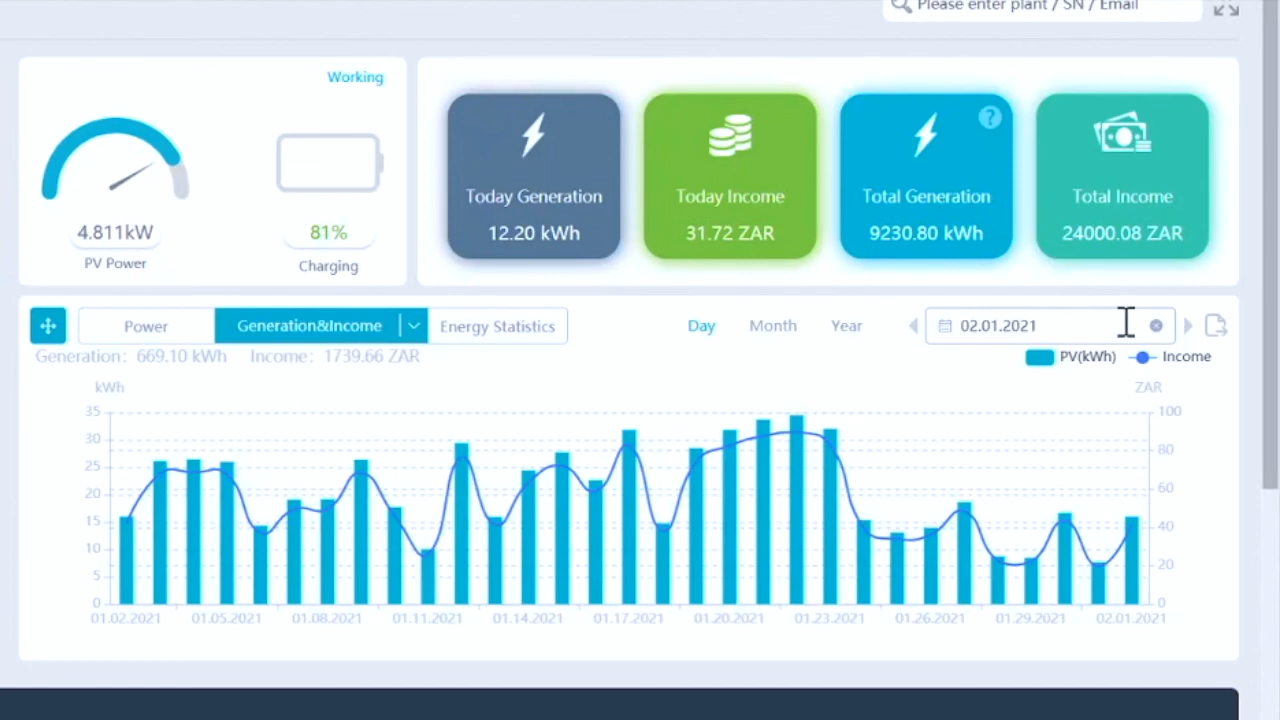 Please enter plant / SN / Email
Working
4.811kW
PV Power
81%
Charging
Today Generation
12.20 kWh
Today Income
31.72 ZAR
?
Total Generation
9230.80 kWh
Total Income
24000.08 ZAR
Power
Generation&Income
Energy Statistics
Day
Month
Year
02.01.2021
Generation: 669.10 kWh Income: 1739.66 ZAR
PV(kWh)
Income
kWh
ZAR
35
30
25
20
15
10
5
0
100
80
60
40
20
0
01.02.2021 01.05.2021 01.08.2021 01.11.2021 01.14.2021 01.17.2021 01.20.2021 01.23.2021 01.26.2021 01.29.2021 02.01.2021